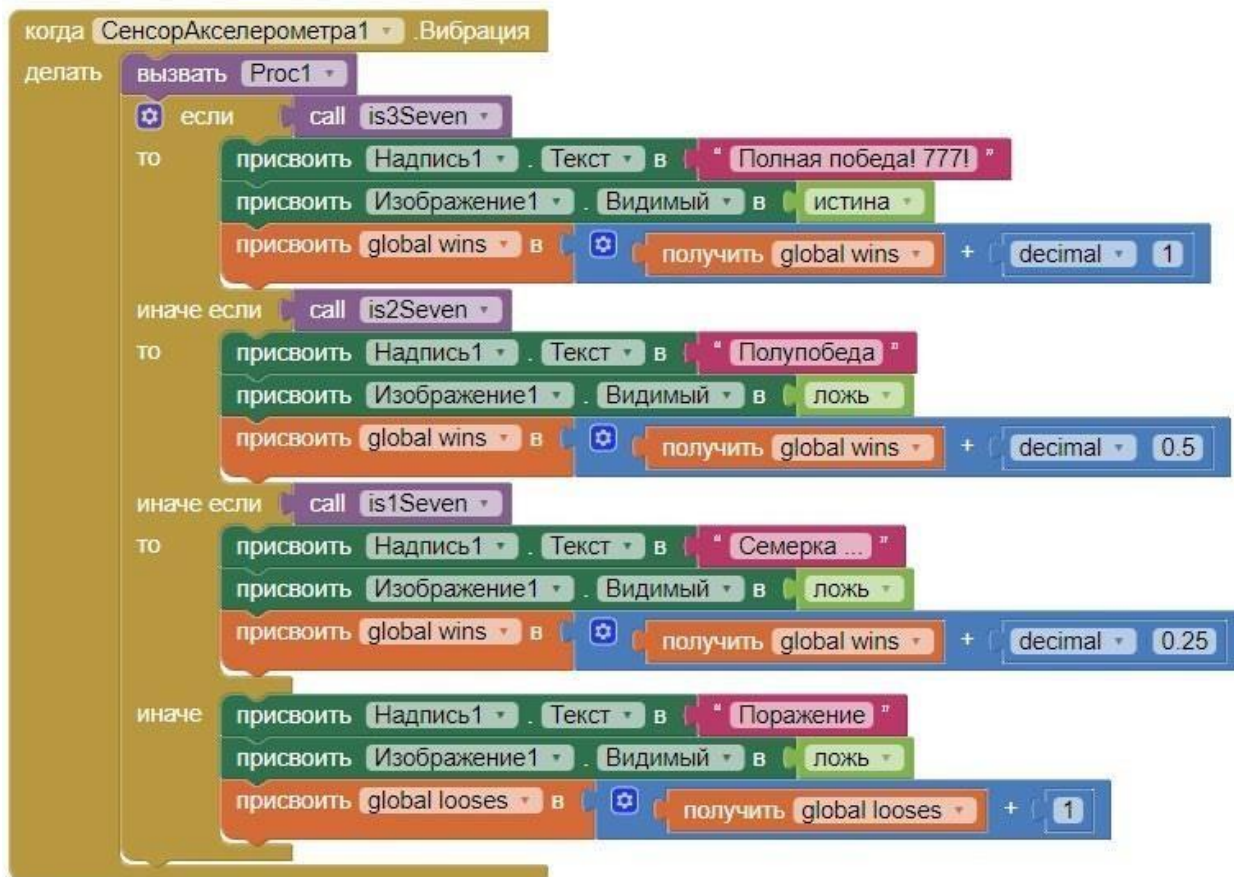 когда СенсорАкселерометра1 .Вибрация
делать вызвать Proc1
если call is3Seven
то присвоить Надпись1 . Текст в " Полная победа! 777! "
присвоить Изображение1 . Видимый в истина
присвоить global wins в получить global wins + decimal 1
иначе если call is2Seven
то присвоить Надпись1 . Текст в " Полупобеда "
присвоить Изображение1 . Видимый в ложь
присвоить global wins в получить global wins + decimal 0.5
иначе если call is1Seven
то присвоить Надпись1 . Текст в " Семерка ... "
присвоить Изображение1 . Видимый в ложь
присвоить global wins в получить global wins + decimal 0.25
иначе присвоить Надпись1 . Текст в " Поражение "
присвоить Изображение1 . Видимый в ложь
присвоить global looses в получить global looses + 1